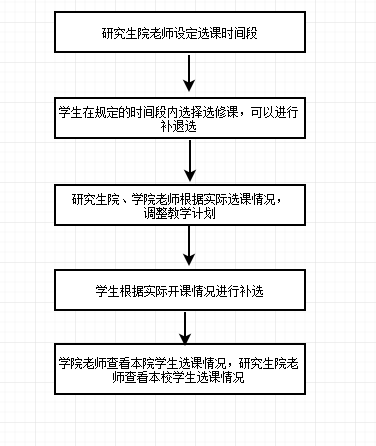 研究生院老师设定选课时间段
学生在规定的时间段内选择选修课，可以进行
补退选
研究生院、学院老师根据实际选课情况，
调整教学计划
学生根据实际开课情况进行补选
学院老师查看本院学生选课情况，研究生院老
师查看本校学生选课情况